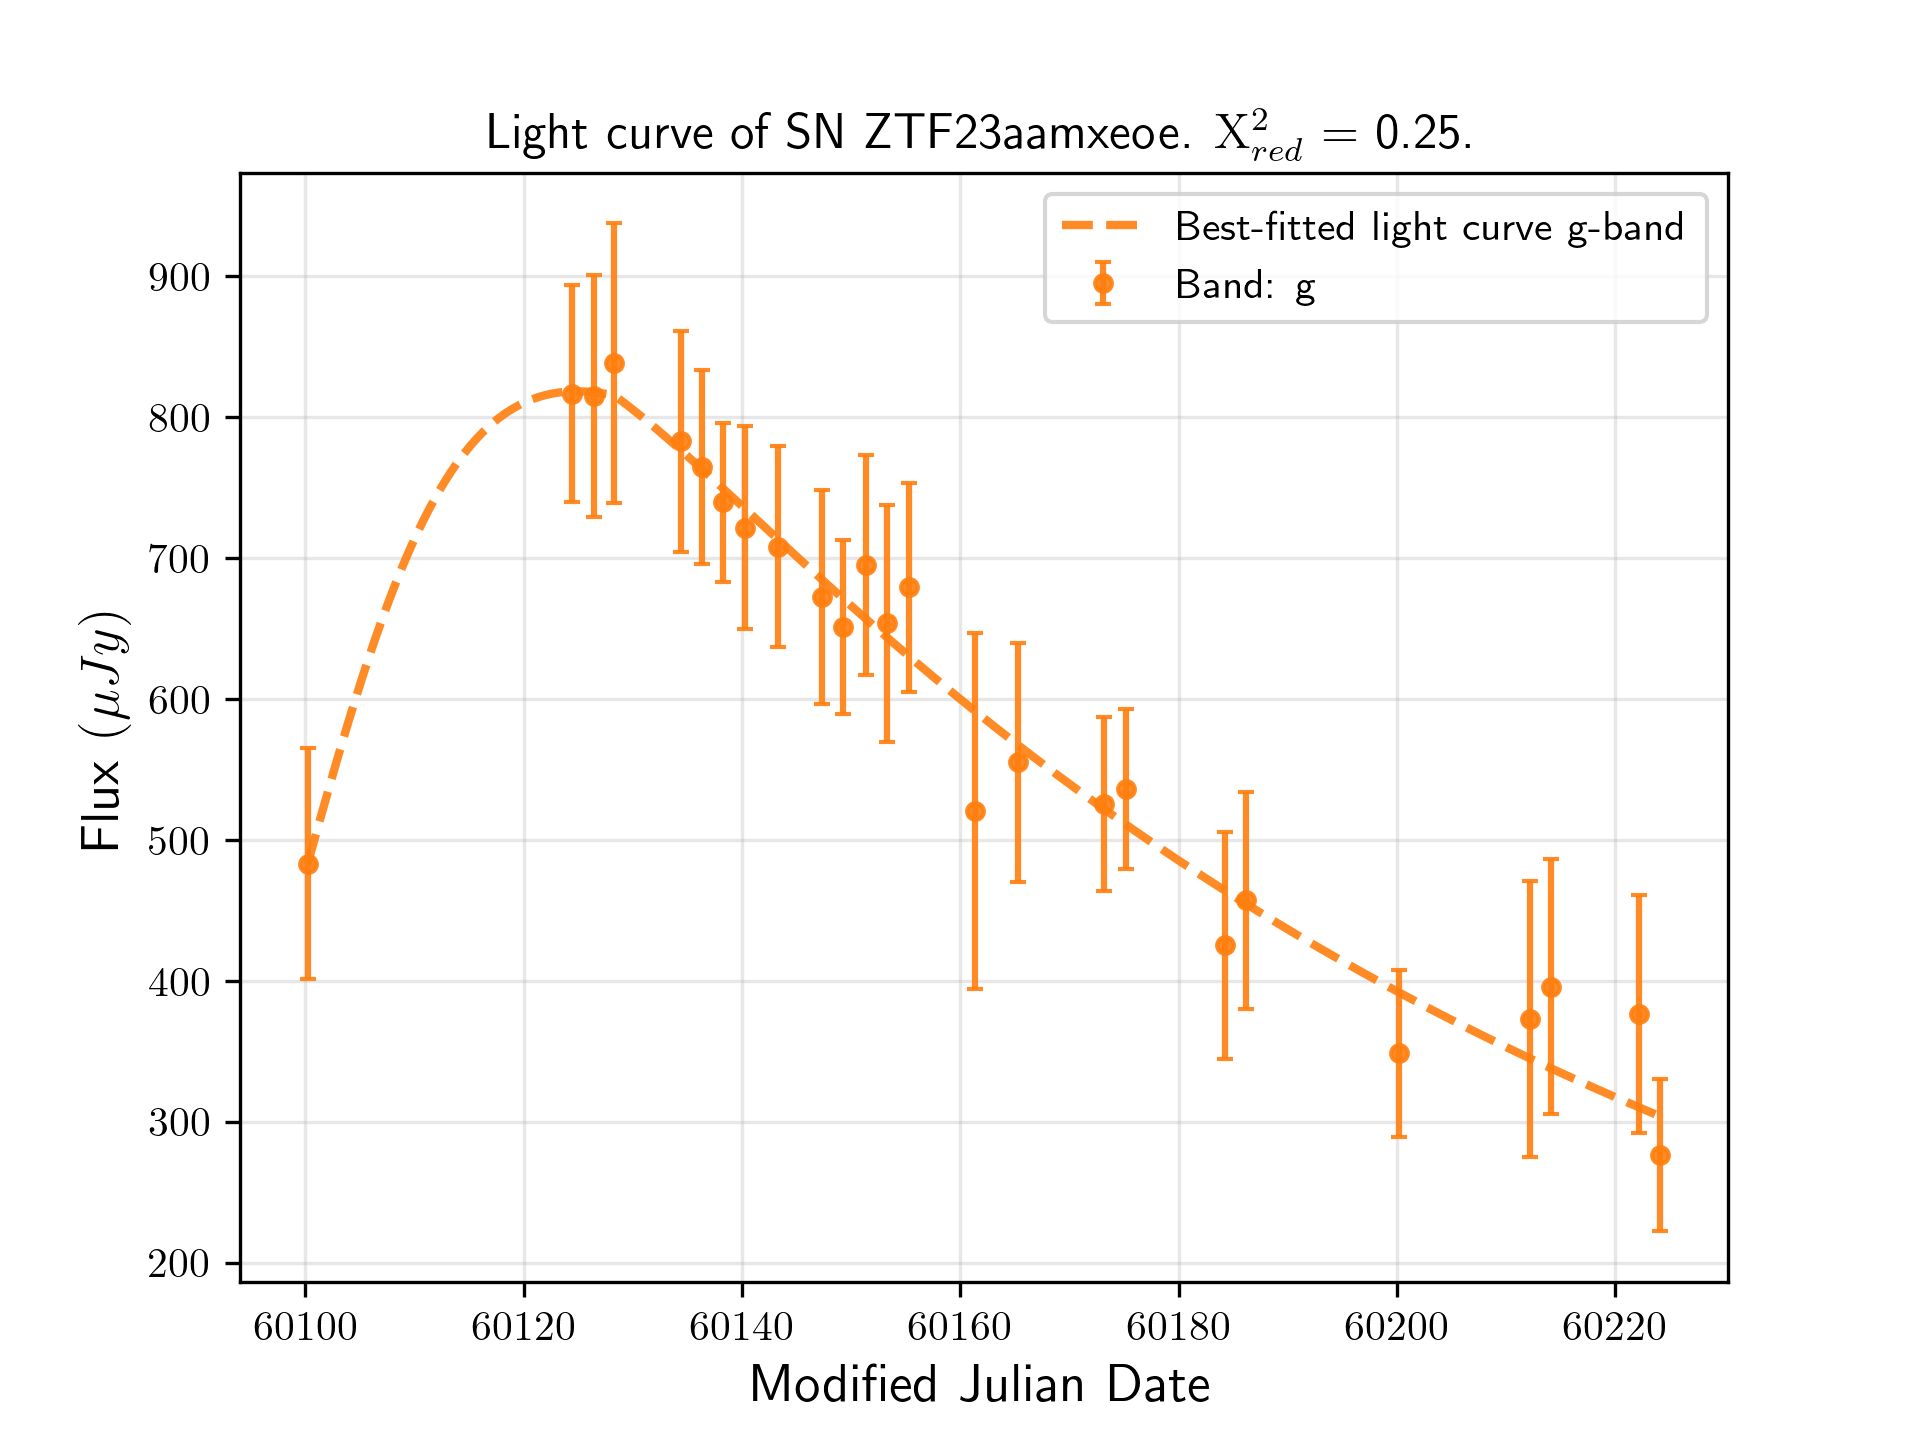 Light curve of SN ZTF23aamxeoe. X²_red = 0.25.
Best-fitted light curve g-band
Band: g
Flux (μJy)
900
800
700
600
500
400
300
200
60100 60120 60140 60160 60180 60200 60220
Modified Julian Date